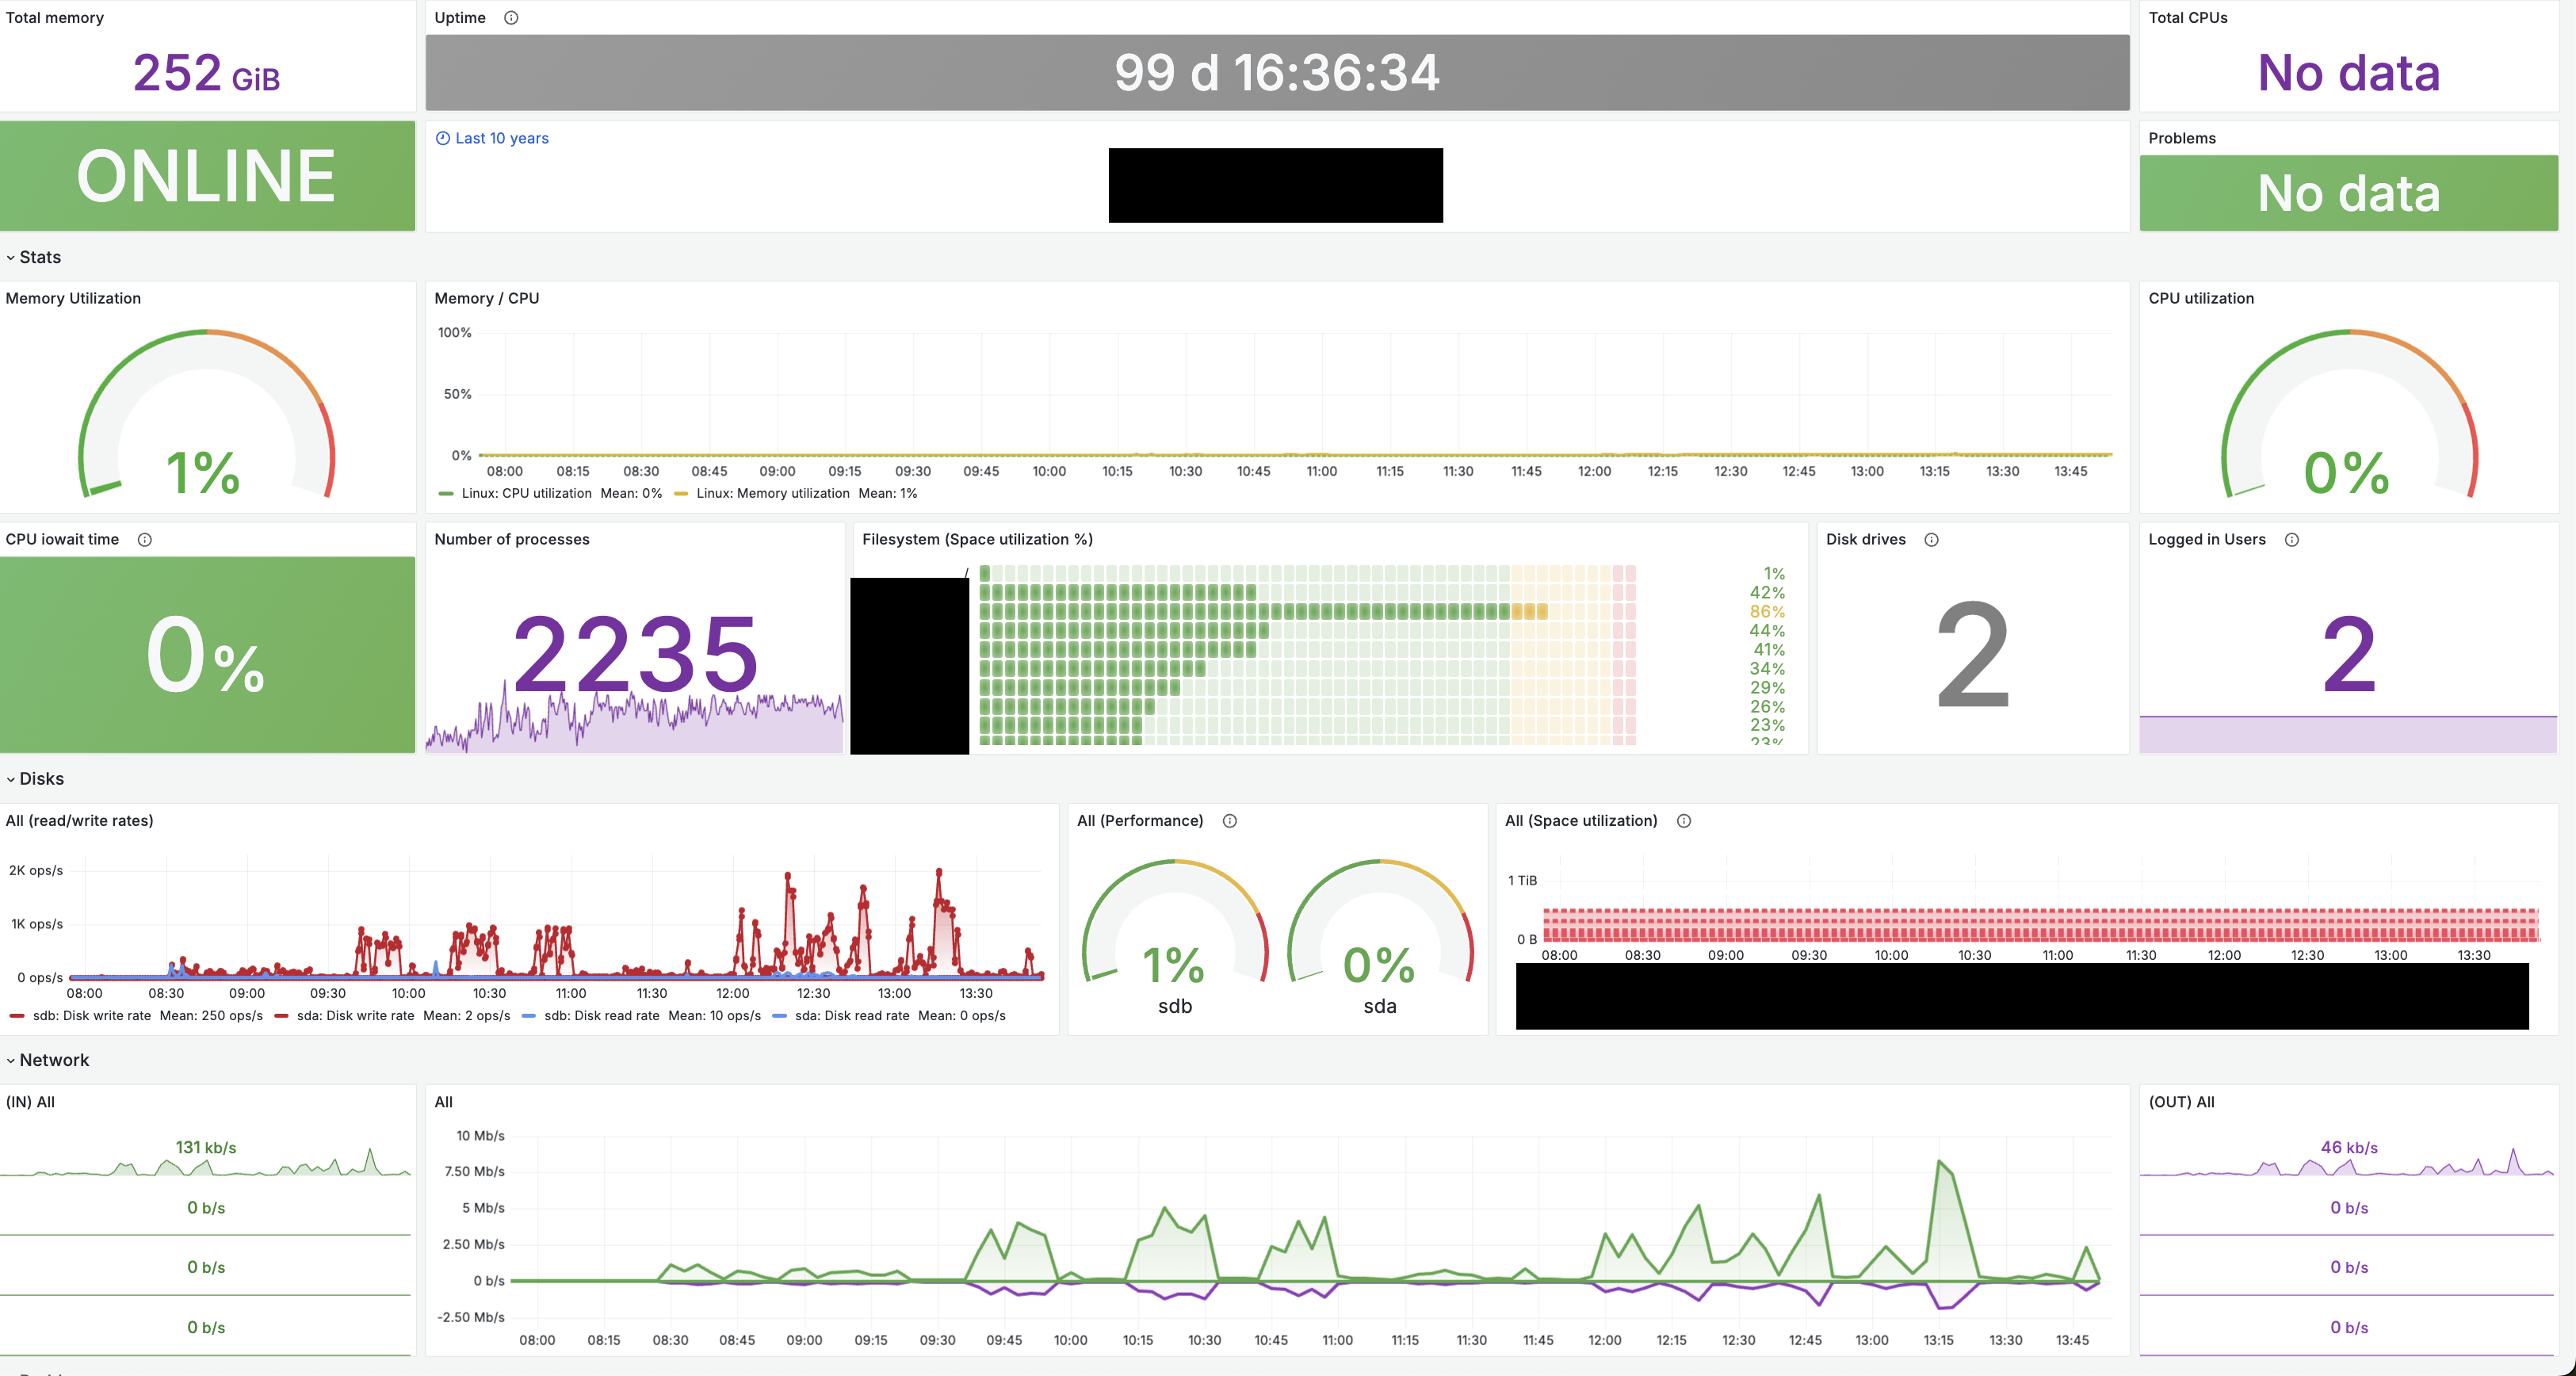 Total memory
252 GiB
Uptime
99 d 16:36:34
Total CPUs
No data
ONLINE
Last 10 years
Problems
No data
Stats
Memory Utilization
1%
Memory / CPU
100%
50%
0%
08:00 08:15 08:30 08:45 09:00 09:15 09:30 09:45 10:00 10:15 10:30 10:45 11:00 11:15 11:30 11:45 12:00 12:15 12:30 12:45 13:00 13:15 13:30 13:45
Linux: CPU utilization Mean: 0% Linux: Memory utilization Mean: 1%
CPU utilization
0%
CPU iowait time
0%
Number of processes
2235
Filesystem (Space utilization %)
/ 1%
42%
86%
44%
41%
34%
29%
26%
23%
23%
Disk drives
2
Logged in Users
2
Disks
All (read/write rates)
2K ops/s
1K ops/s
0 ops/s
08:00 08:30 09:00 09:30 10:00 10:30 11:00 11:30 12:00 12:30 13:00 13:30
sdb: Disk write rate Mean: 250 ops/s sda: Disk write rate Mean: 2 ops/s sdb: Disk read rate Mean: 10 ops/s sda: Disk read rate Mean: 0 ops/s
All (Performance)
1% 0%
sdb sda
All (Space utilization)
1 TiB
0 B
08:00 08:30 09:00 09:30 10:00 10:30 11:00 11:30 12:00 12:30 13:00 13:30
Network
(IN) All
131 kb/s
0 b/s
0 b/s
0 b/s
All
10 Mb/s
7.50 Mb/s
5 Mb/s
2.50 Mb/s
0 b/s
-2.50 Mb/s
08:00 08:15 08:30 08:45 09:00 09:15 09:30 09:45 10:00 10:15 10:30 10:45 11:00 11:15 11:30 11:45 12:00 12:15 12:30 12:45 13:00 13:15 13:30 13:45
(OUT) All
46 kb/s
0 b/s
0 b/s
0 b/s